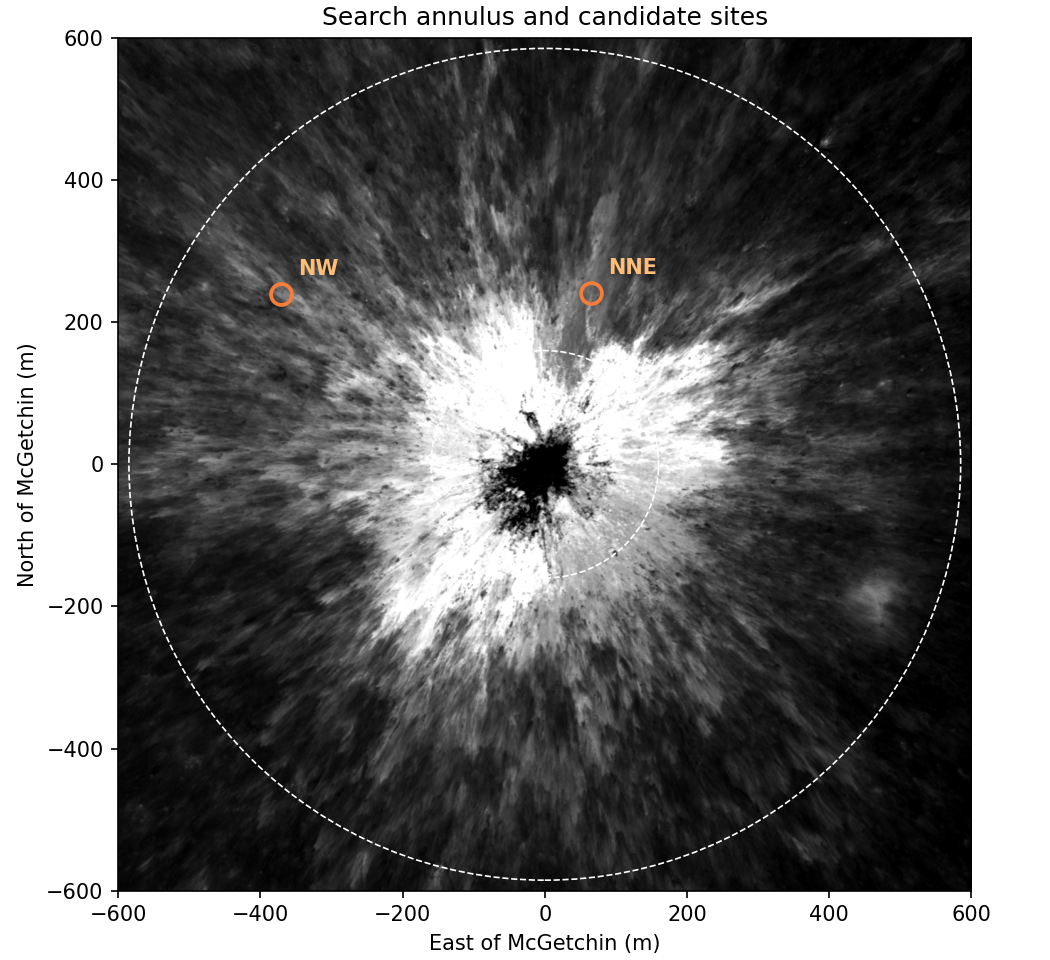 Search annulus and candidate sites
600
400
200
0
−200
−400
−600
North of McGetchin (m)
NW
NNE
−600
−400
−200
0
200
400
600
East of McGetchin (m)